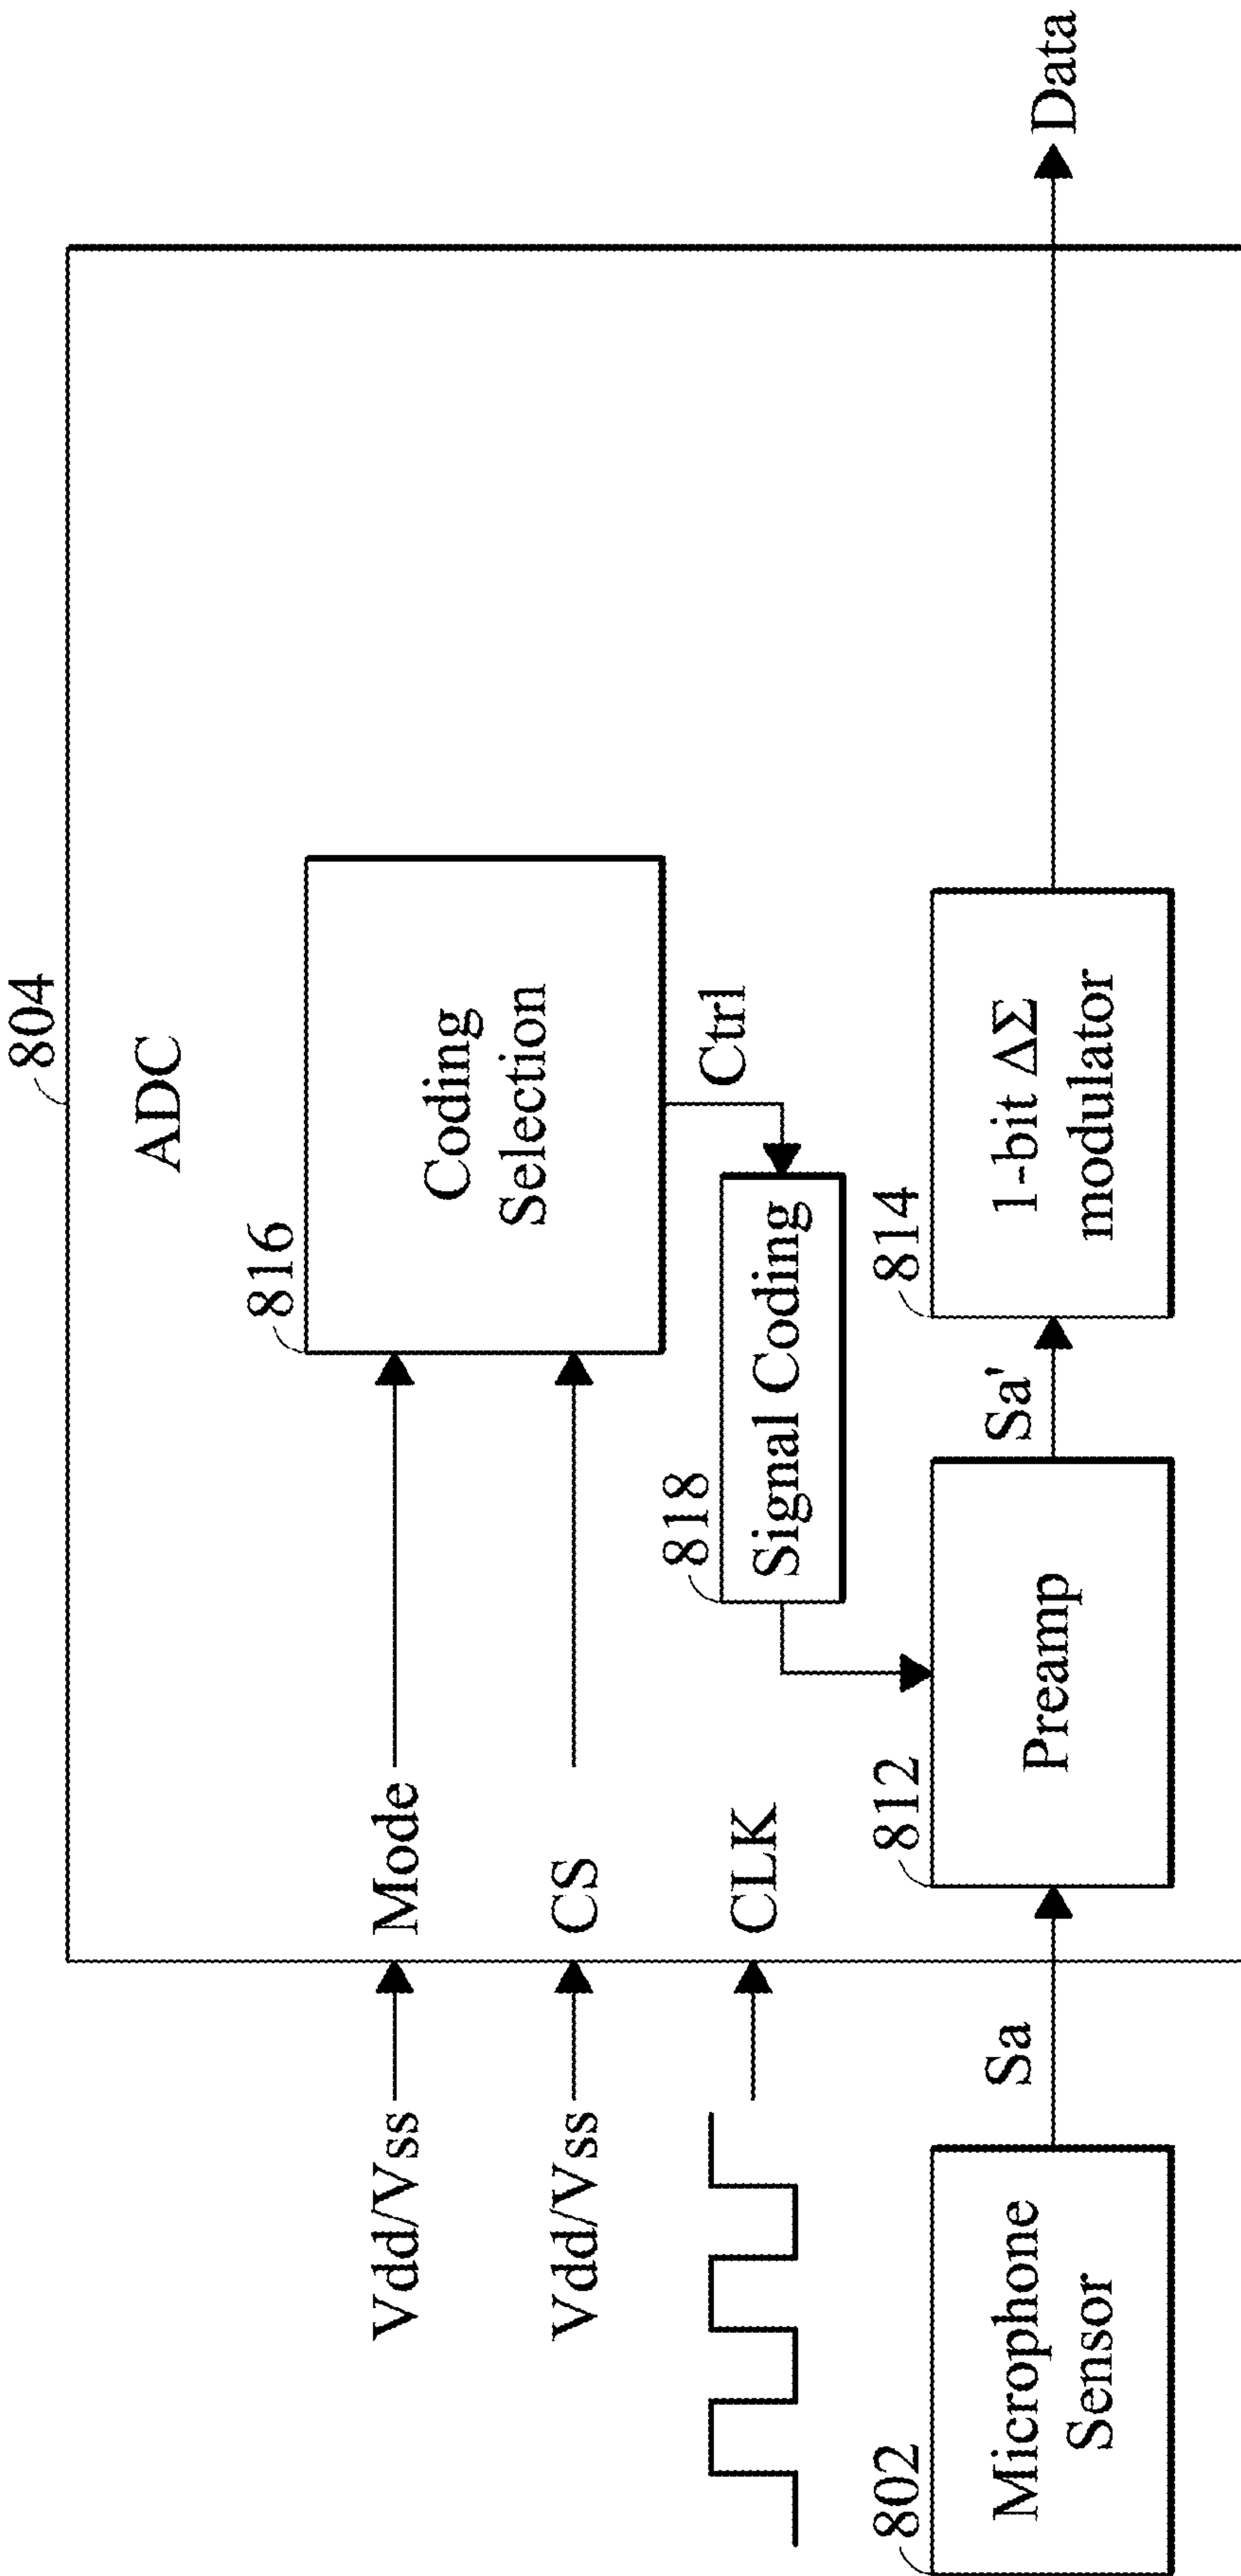 804
ADC
816
Vdd/Vss
Mode
Coding
Selection
Vdd/Vss
CS
Ctrl
818
CLK
Signal Coding
802
Microphone
Sensor
Sa
812
Preamp
Sa'
814
1-bit ΔΣ
modulator
Data